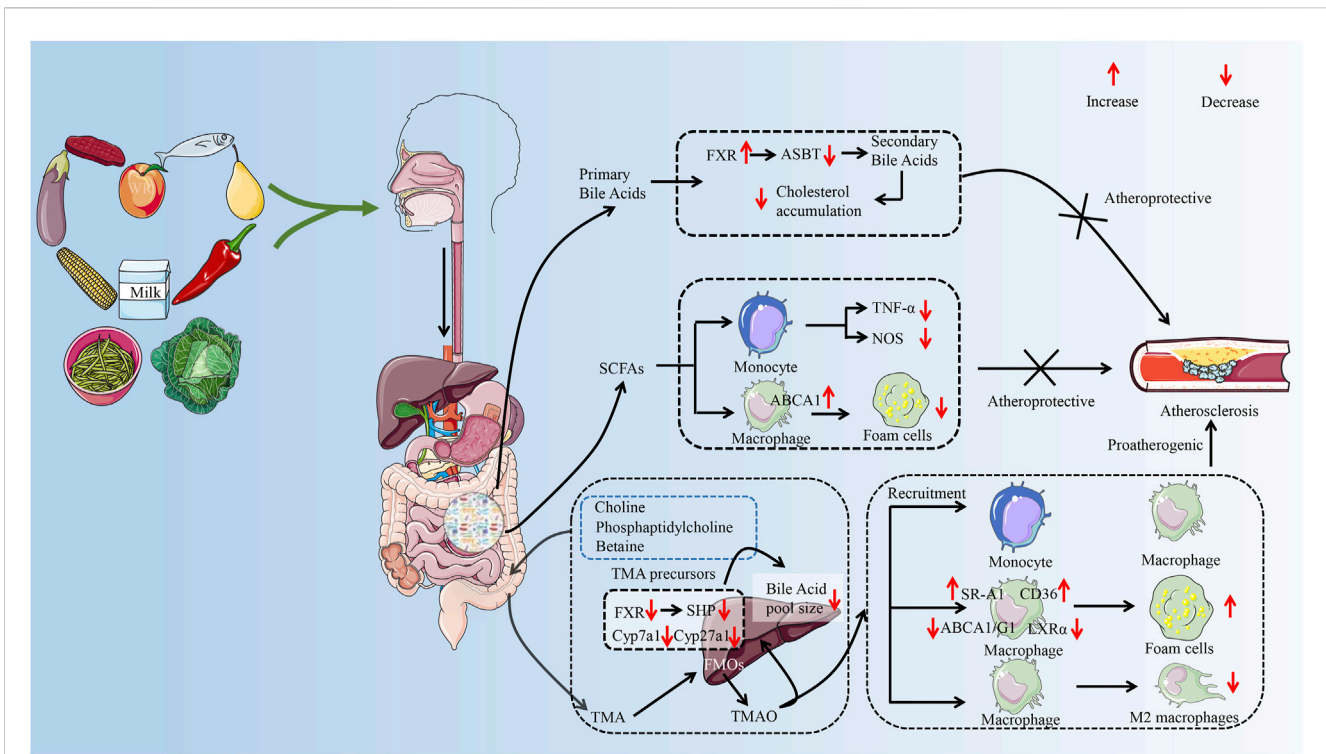 Increase
Decrease
WR
Milk
Primary
Bile Acids
FXR
ASBT
Secondary
Bile Acids
Cholesterol
accumulation
Atheroprotective
SCFAs
Monocyte
TNF-α
NOS
ABCA1
Macrophage
Foam cells
Atheroprotective
Atherosclerosis
Proatherogenic
Choline
Phosphaptidylcholine
Betaine
TMA precursors
FXR
SHP
Cyp7a1
Cyp27a1
Bile Acid
pool size
FMOs
TMA
TMAO
Recruitment
Monocyte
Macrophage
SR-A1
CD36
ABCA1/G1
LXRα
Macrophage
Foam cells
Macrophage
M2 macrophages